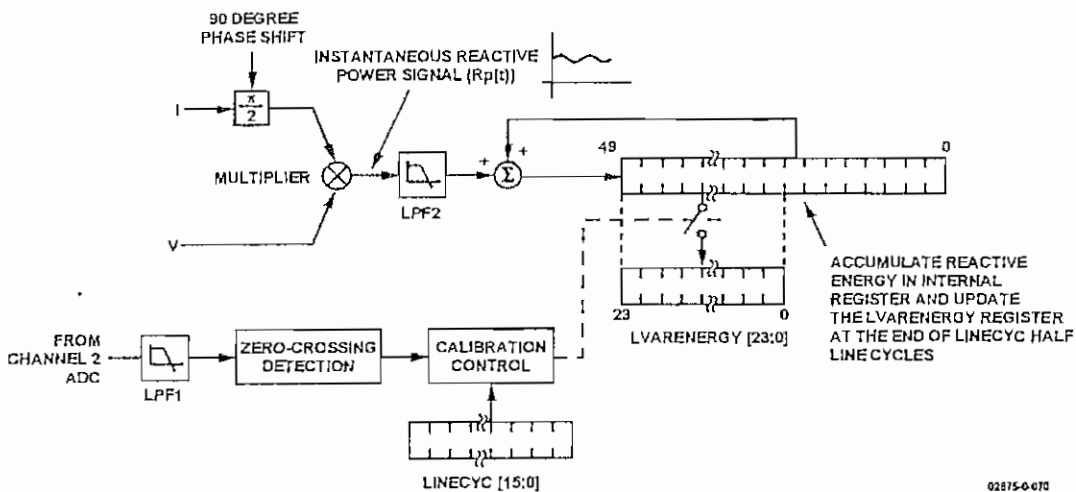 90 DEGREE
PHASE SHIFT
INSTANTANEOUS REACTIVE
POWER SIGNAL (Rp[t))
I
π
2
MULTIPLIER
LPF2
+
Σ
+
49
0
V
23
0
LVARENERGY [23;0]
ACCUMULATE REACTIVE
ENERGY IN INTERNAL
REGISTER AND UPDATE
THE LVARENERGY REGISTER
AT THE END OF LINECYC HALF
LINE CYCLES
FROM
CHANNEL 2
ADC
LPF1
ZERO-CROSSING
DETECTION
CALIBRATION
CONTROL
LINECYC [15;0]
02875-0-070